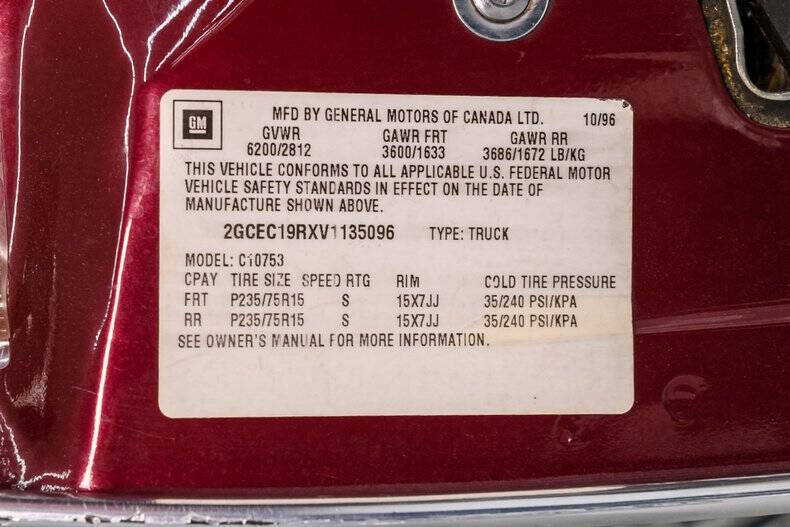 GM
MFD BY GENERAL MOTORS OF CANADA LTD. 10/96
GVWR GAWR FRT GAWR RR
6200/2812 3600/1633 3686/1672 LB/KG
THIS VEHICLE CONFORMS TO ALL APPLICABLE U.S. FEDERAL MOTOR
VEHICLE SAFETY STANDARDS IN EFFECT ON THE DATE OF
MANUFACTURE SHOWN ABOVE.
2GCEC19RXV1135096 TYPE: TRUCK
MODEL: C10753
CPAY TIRE SIZE SPEED RTG RIM COLD TIRE PRESSURE
FRT P235/75R15 S 15X7JJ 35/240 PSI/KPA
RR P235/75R15 S 15X7JJ 35/240 PSI/KPA
SEE OWNER'S MANUAL FOR MORE INFORMATION.